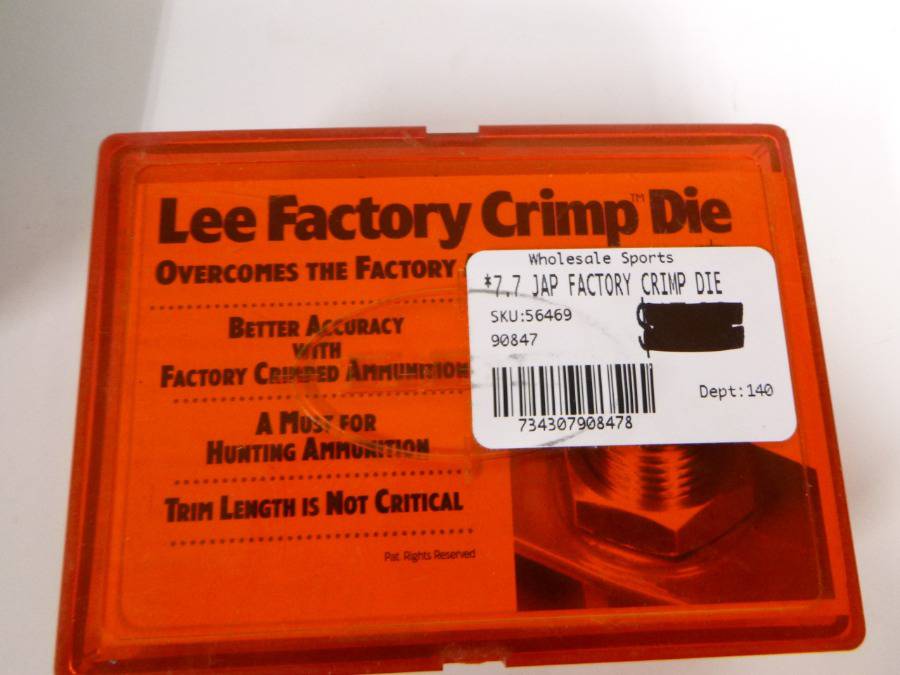 Lee Factory Crimp™ Die
OVERCOMES THE FACTORY
BETTER ACCURACY
WITH
FACTORY CRIMPED AMMUNITION
A MUST FOR
HUNTING AMMUNITION
TRIM LENGTH IS NOT CRITICAL
Pat. Rights Reserved
Wholesale Sports
*7.7 JAP FACTORY CRIMP DIE
SKU:56469
90847
Dept:140
734307908478